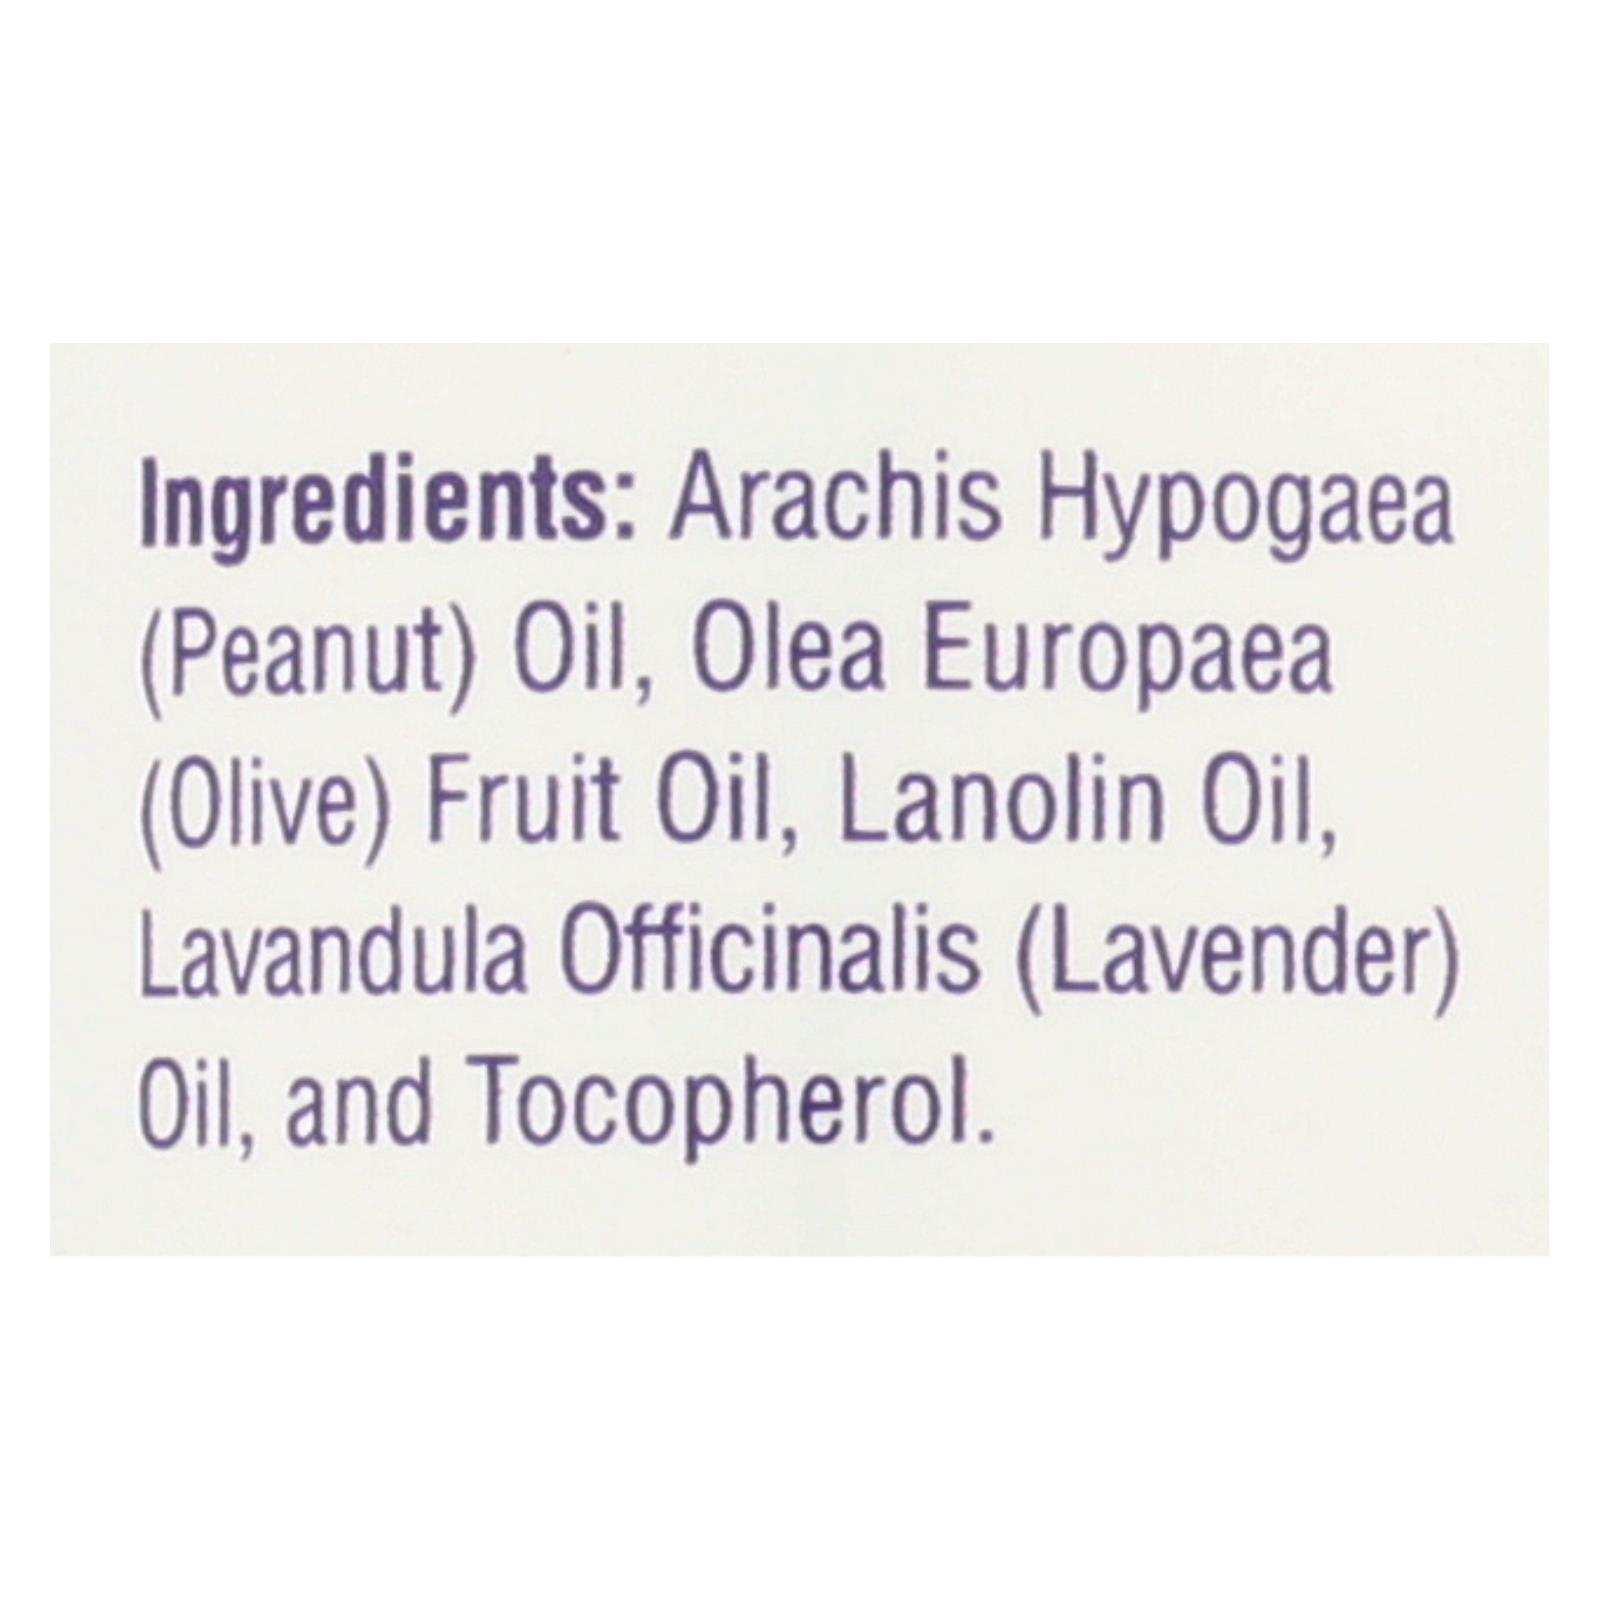 Ingredients: Arachis Hypogaea
(Peanut) Oil, Olea Europaea
(Olive) Fruit Oil, Lanolin Oil,
Lavandula Officinalis (Lavender)
Oil, and Tocopherol.